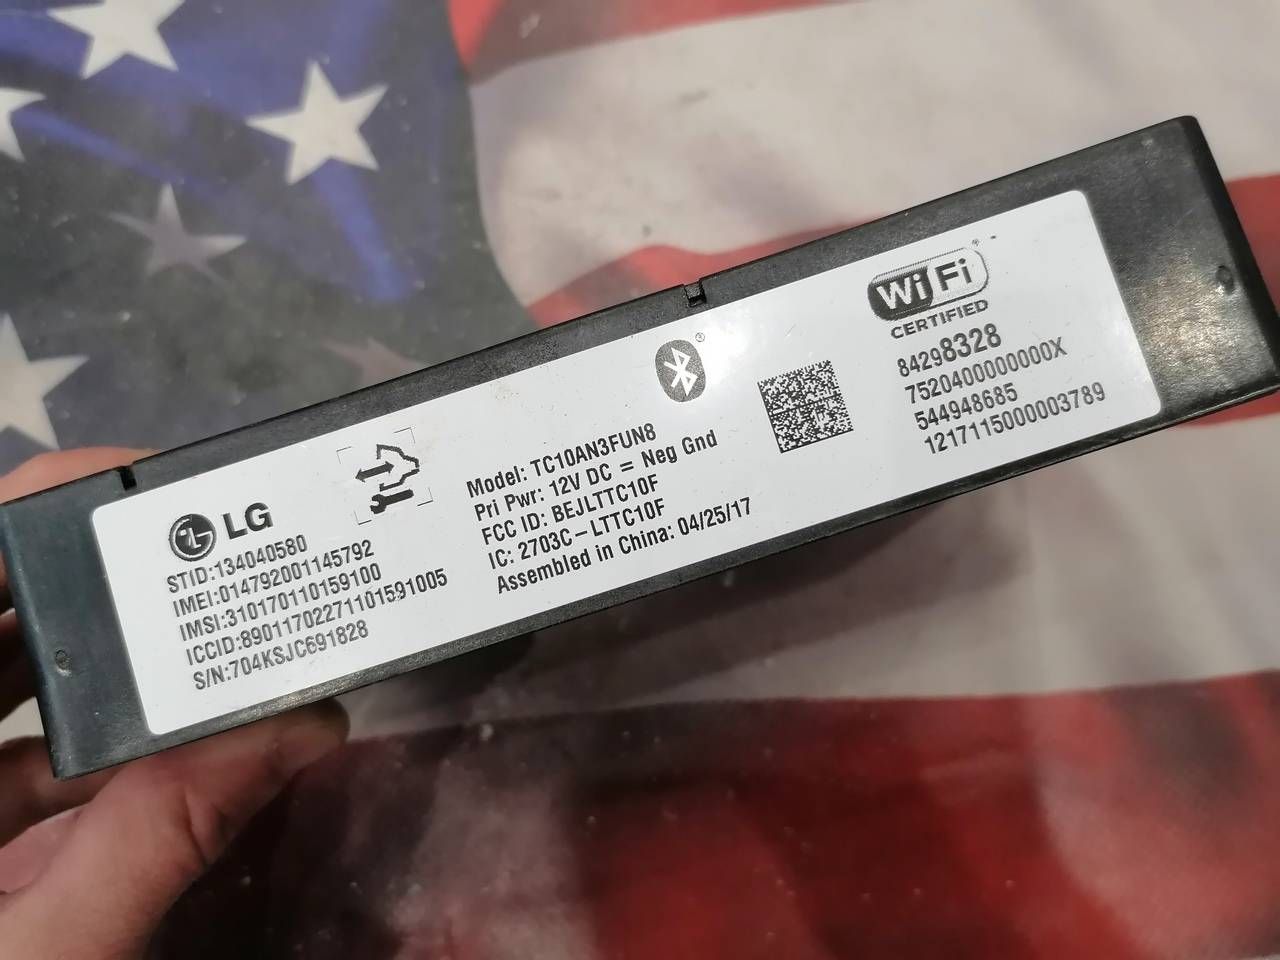 LG
STID:134040580
IMEI:014792001145792
IMSI:310170110159100
ICCID:89011702271101591005
S/N:704KSJC691828
Model: TC10AN3FUN8
Pri Pwr: 12V DC = Neg Gnd
FCC ID: BEJLTTC10F
IC: 2703C-LTTC10F
Assembled in China: 04/25/17
Wi Fi
CERTIFIED
84298328
7520400000000X
544948685
1217115000003789